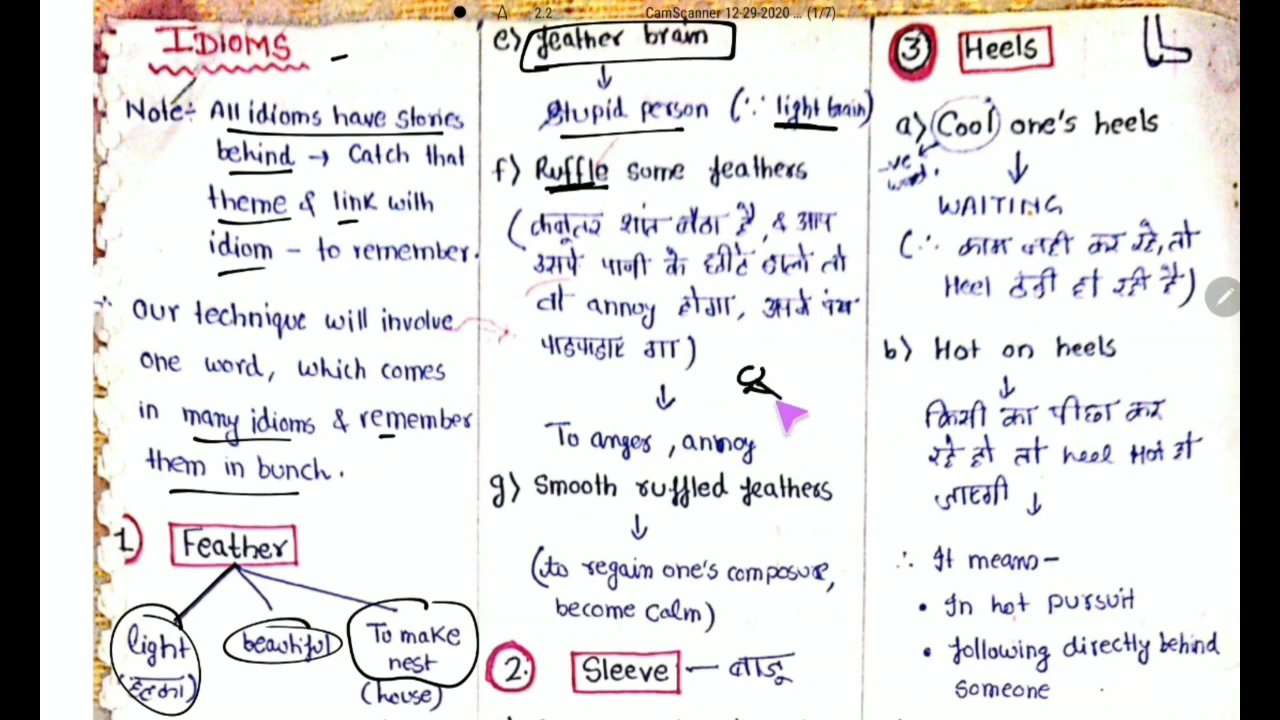 2.2 CamScanner 12-29-2020 ... (1/7)
IDIOMS -
Note:- All idioms have stories
behind → Catch that
theme & link with
idiom - to remember.
Our technique will involve
one word, which comes
in many idioms & remember
them in bunch.
1) Feather
light beautiful To make
nest
(हल्का) (house)
e) feather brain
↓
Stupid person (∵ light brain)
f) Ruffle some feathers
(कबूतर शांत बैठा है, & आप
उसपे पानी के छींटे डालो तो
वो annoy होगा, उसके पंख
↓
To anger, annoy
g) Smooth ruffled feathers
↓
(to regain one's composure,
become calm)
2. Sleeve - बाजू
3 Heels
a) Cool one's heels
-ve
word.
↓
WAITING
(∵ काम नही कर रहे, तो
Heel ठंडी हो रही है)
b) Hot on heels
↓
किसी का पीछा कर
रहे हो तो heel Hot हो
जाएगी ↓
∴ It means -
• In hot pursuit
• following directly behind
someone